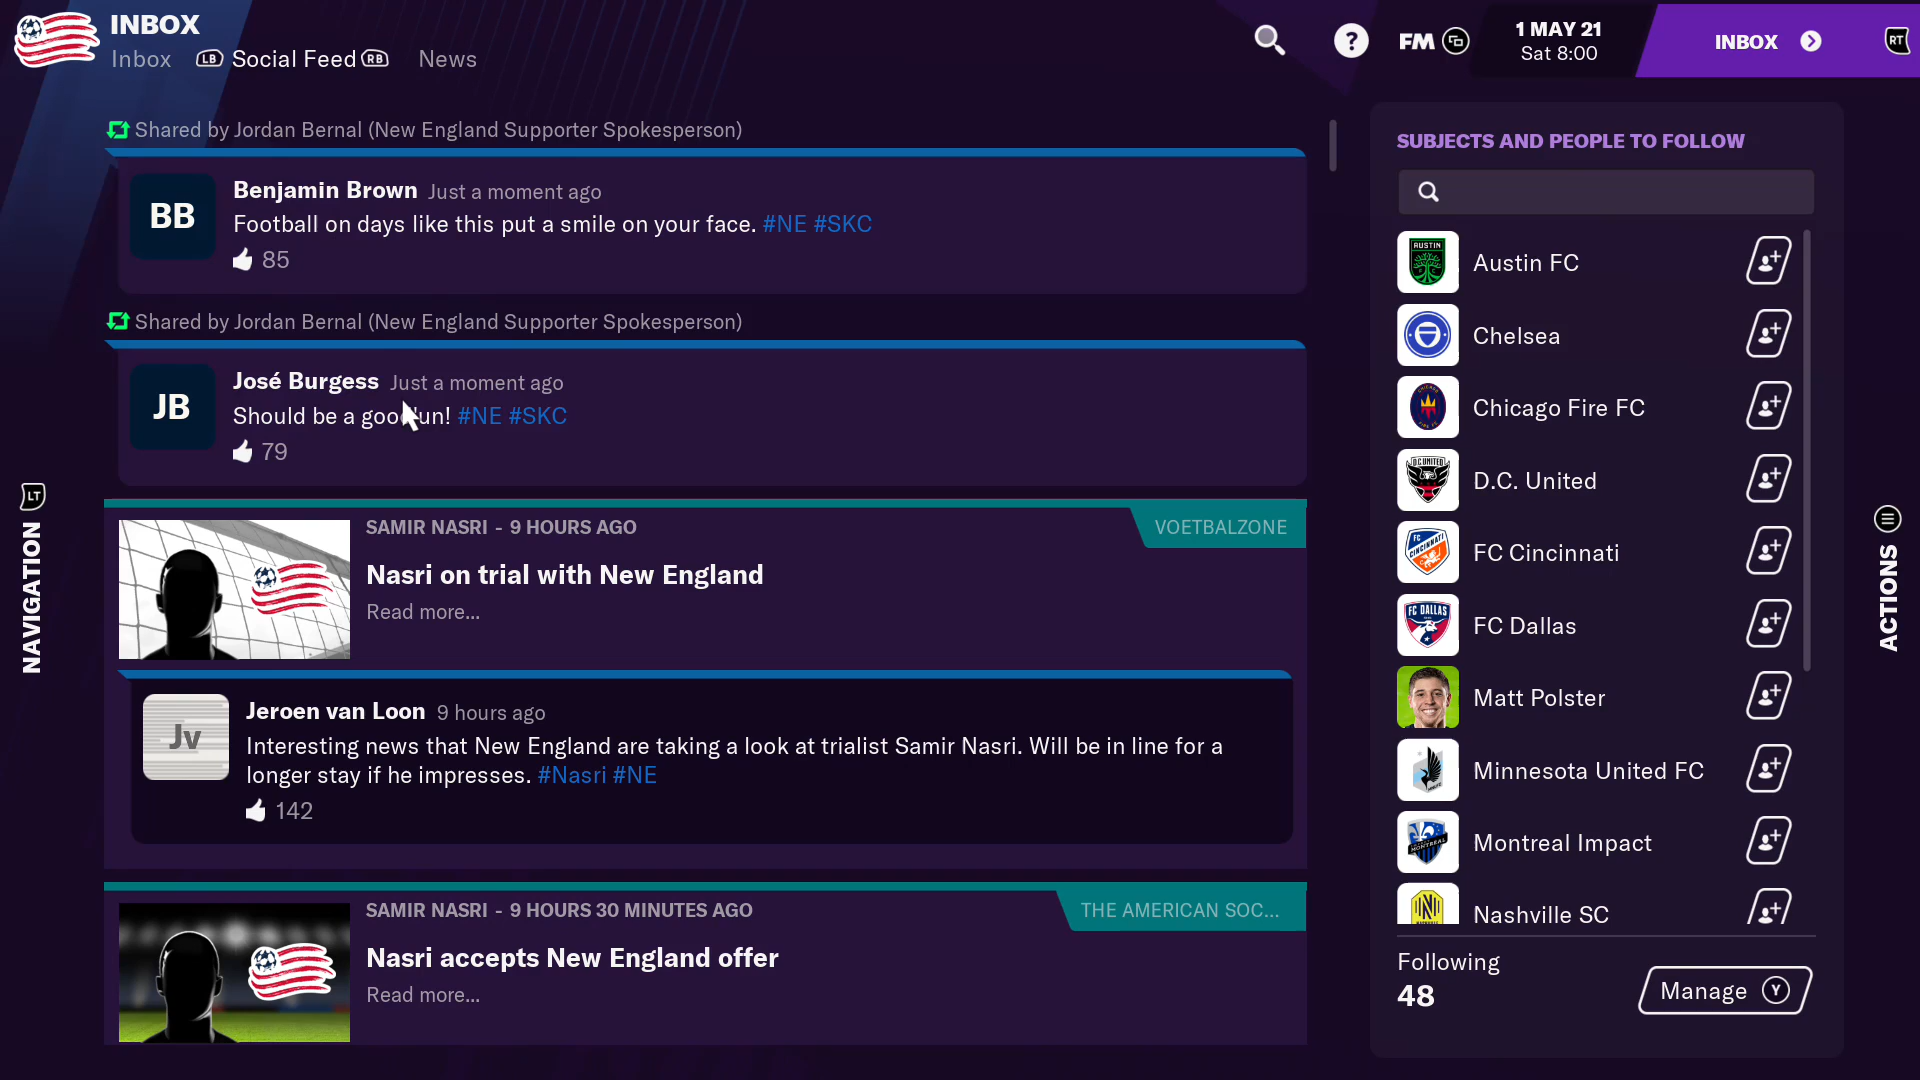 INBOX
Inbox LB Social Feed RB News
?
FM
1 MAY 21
Sat 8:00
INBOX
RT
Shared by Jordan Bernal (New England Supporter Spokesperson)
BB
Benjamin Brown Just a moment ago
Football on days like this put a smile on your face. #NE #SKC
85
Shared by Jordan Bernal (New England Supporter Spokesperson)
JB
José Burgess Just a moment ago
Should be a good'un! #NE #SKC
79
SAMIR NASRI - 9 HOURS AGO
VOETBALZONE
Nasri on trial with New England
Read more...
Jv
Jeroen van Loon 9 hours ago
Interesting news that New England are taking a look at trialist Samir Nasri. Will be in line for a
longer stay if he impresses. #Nasri #NE
142
SAMIR NASRI - 9 HOURS 30 MINUTES AGO
THE AMERICAN SOC...
Nasri accepts New England offer
Read more...
LT
NAVIGATION
SUBJECTS AND PEOPLE TO FOLLOW
AUSTIN
Austin FC
Chelsea
Chicago Fire FC
D.C. UNITED
D.C. United
FC CINCINNATI
FC Cincinnati
FC DALLAS
FC Dallas
Matt Polster
Minnesota United FC
MONTREAL
Montreal Impact
N
Nashville SC
Following
48
Manage Y
ACTIONS